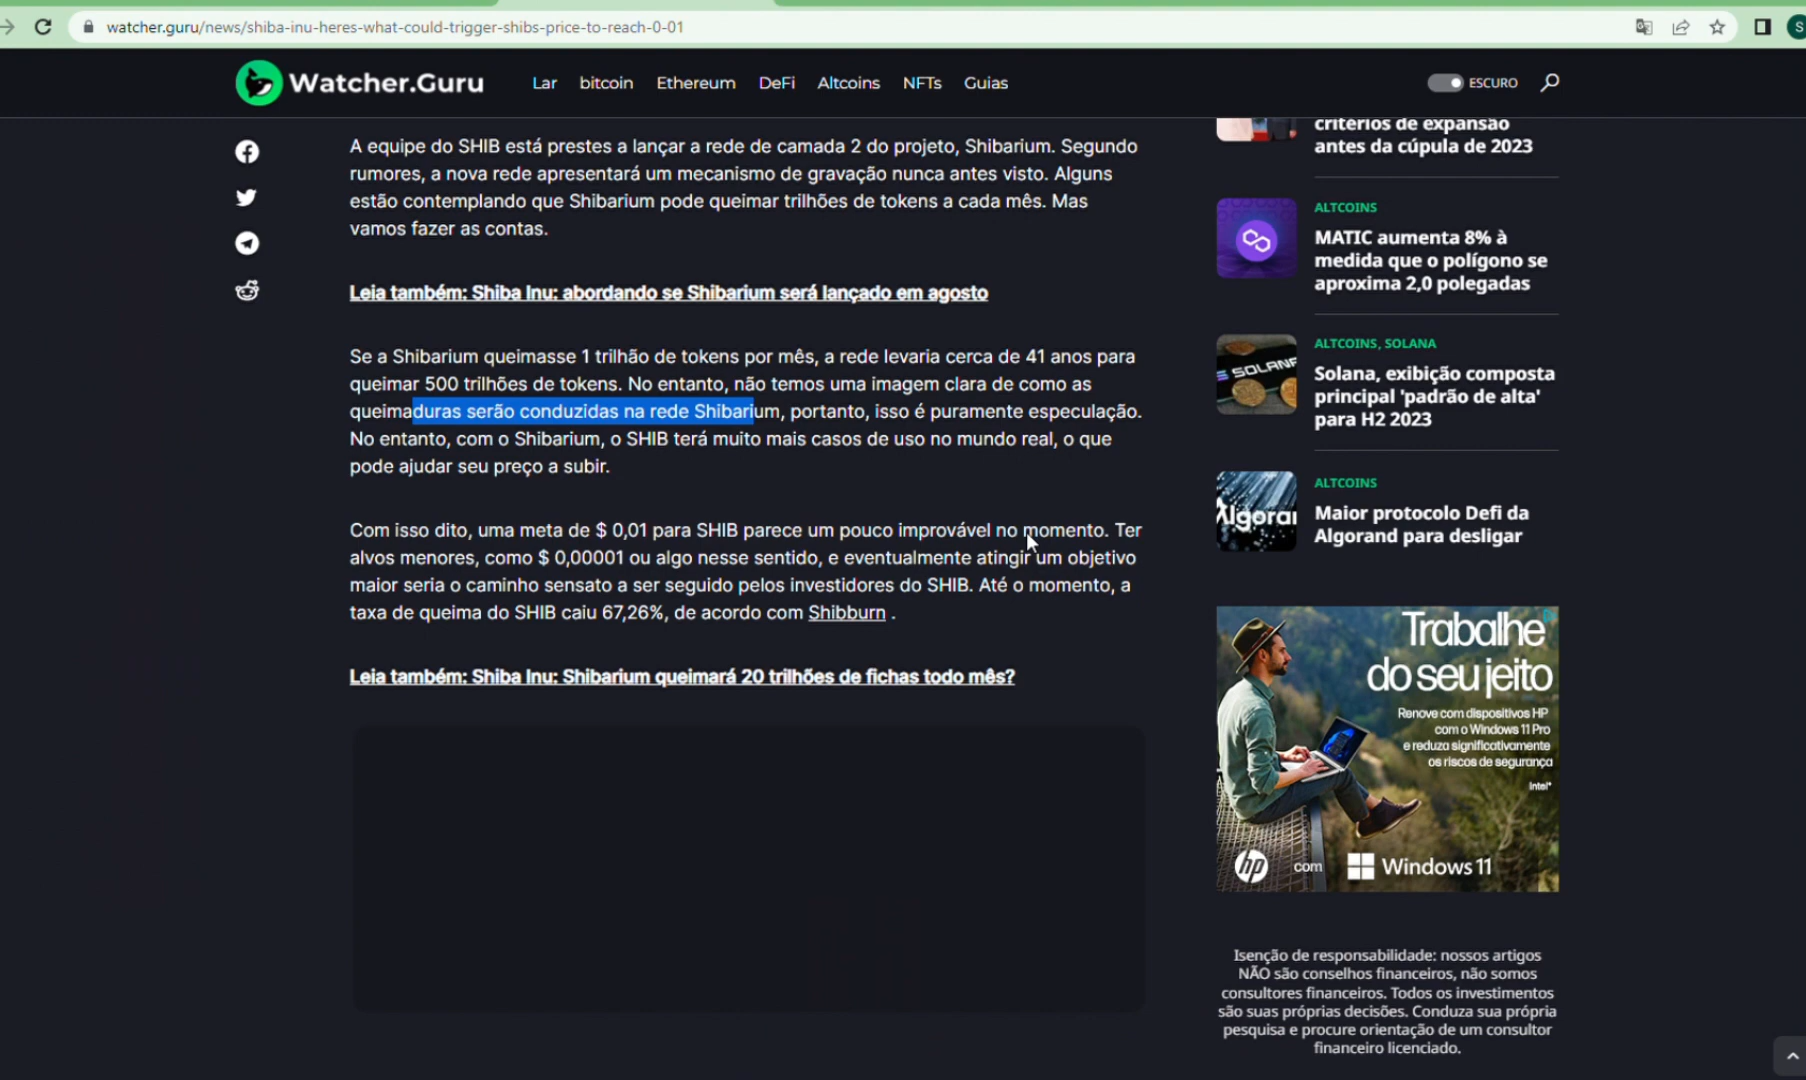 watcher.guru/news/shiba-inu-heres-what-could-trigger-shibs-price-to-reach-0-01
S
Watcher.Guru
Lar
bitcoin
Ethereum
DeFi
Altcoins
NFTs
Guias
ESCURO
A equipe do SHIB está prestes a lançar a rede de camada 2 do projeto, Shibarium. Segundo
rumores, a nova rede apresentará um mecanismo de gravação nunca antes visto. Alguns
estão contemplando que Shibarium pode queimar trilhões de tokens a cada mês. Mas
vamos fazer as contas.
Leia também: Shiba Inu: abordando se Shibarium será lançado em agosto
Se a Shibarium queimasse 1 trilhão de tokens por mês, a rede levaria cerca de 41 anos para
queimar 500 trilhões de tokens. No entanto, não temos uma imagem clara de como as
queimaduras serão conduzidas na rede Shibarium, portanto, isso é puramente especulação.
No entanto, com o Shibarium, o SHIB terá muito mais casos de uso no mundo real, o que
pode ajudar seu preço a subir.
Com isso dito, uma meta de $ 0,01 para SHIB parece um pouco improvável no momento. Ter
alvos menores, como $ 0,00001 ou algo nesse sentido, e eventualmente atingir um objetivo
maior seria o caminho sensato a ser seguido pelos investidores do SHIB. Até o momento, a
taxa de queima do SHIB caiu 67,26%, de acordo com Shibburn .
Leia também: Shiba Inu: Shibarium queimará 20 trilhões de fichas todo mês?
critérios de expansão
antes da cúpula de 2023
ALTCOINS
MATIC aumenta 8% à
medida que o polígono se
aproxima 2,0 polegadas
ALTCOINS, SOLANA
SOLANA
Solana, exibição composta
principal 'padrão de alta'
para H2 2023
ALTCOINS
Algorand
Maior protocolo Defi da
Algorand para desligar
Trabalhe
do seu jeito
Renove com dispositivos HP
com o Windows 11 Pro
e reduza significativamente
os riscos de segurança
Intel®
hp com Windows 11
Isenção de responsabilidade: nossos artigos
NÃO são conselhos financeiros, não somos
consultores financeiros. Todos os investimentos
são suas próprias decisões. Conduza sua própria
pesquisa e procure orientação de um consultor
financeiro licenciado.